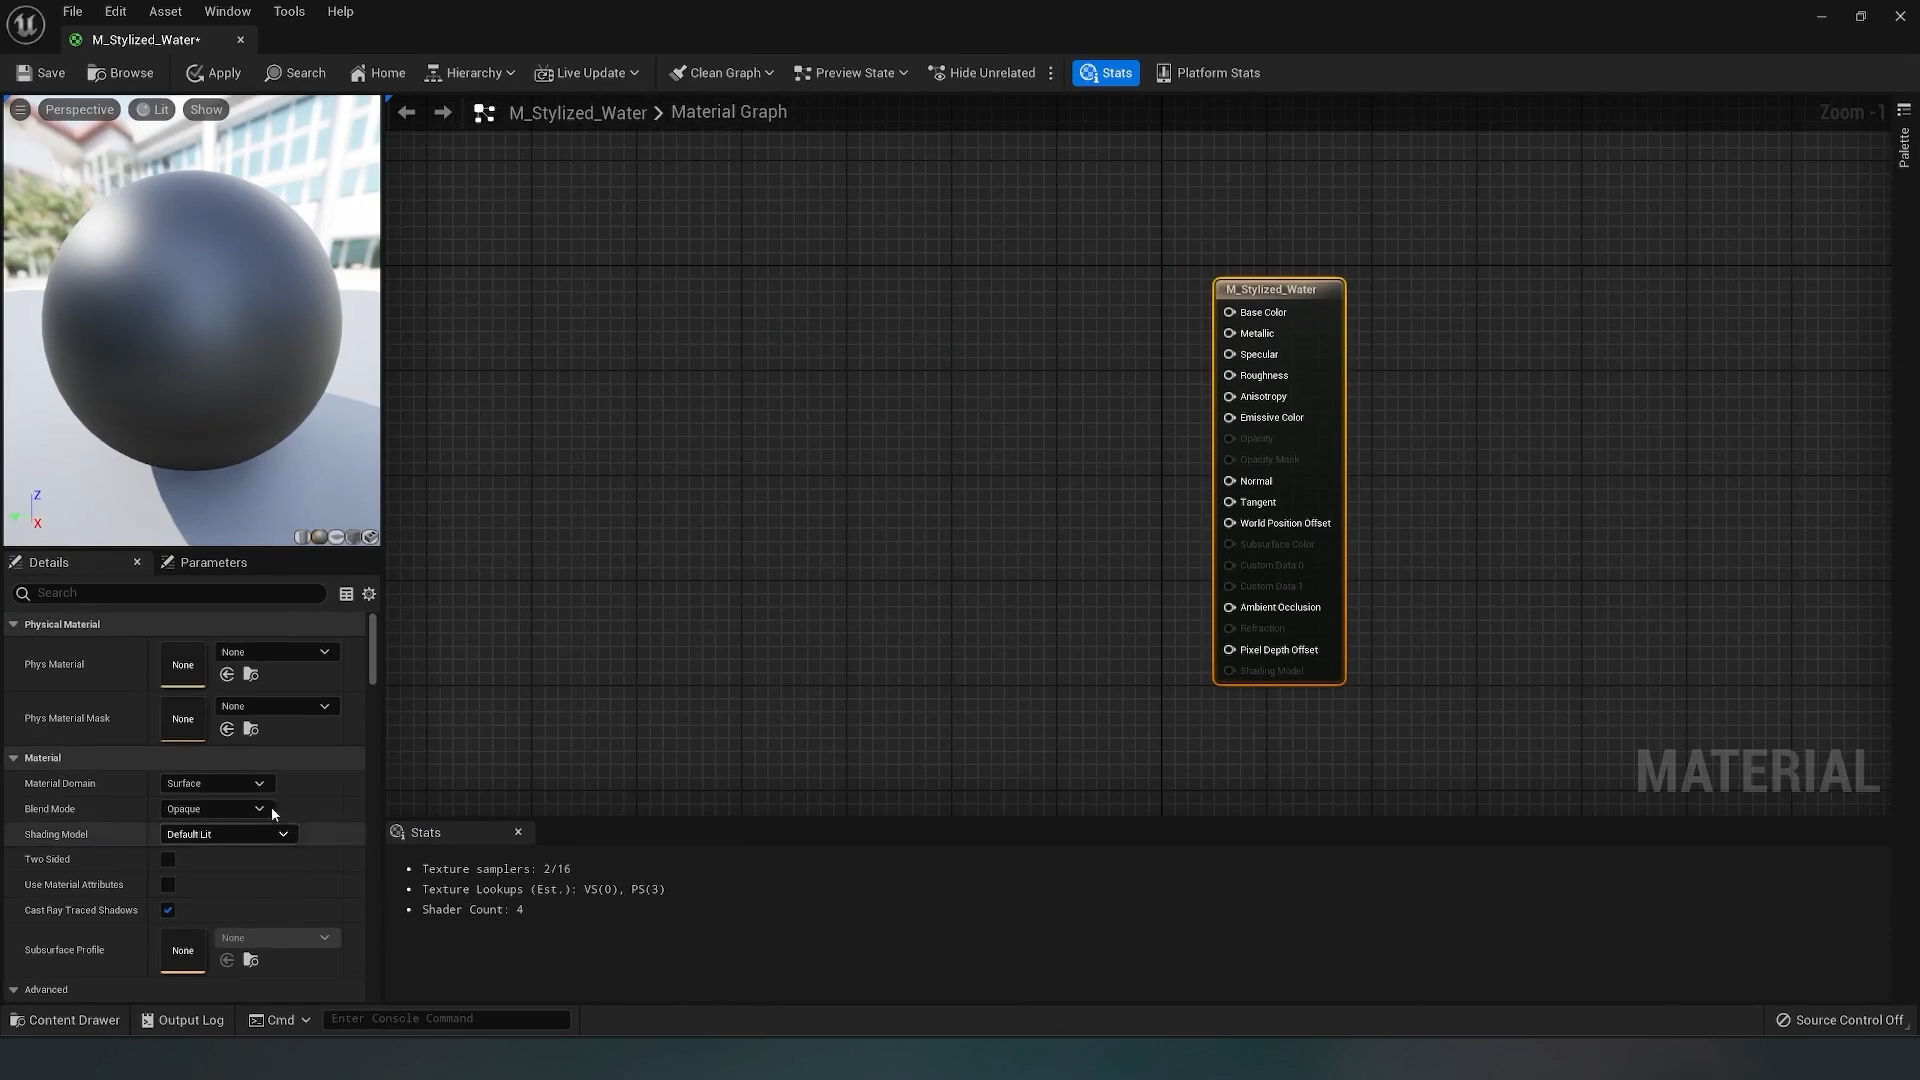 File Edit Asset Window Tools Help
M_Stylized_Water*
Save Browse Apply Search Home Hierarchy Live Update Clean Graph Preview State Hide Unrelated Stats Platform Stats
Perspective Lit Show
M_Stylized_Water > Material Graph
Zoom -1
Palette
M_Stylized_Water
Base Color
Metallic
Specular
Roughness
Anisotropy
Emissive Color
Opacity
Opacity Mask
Normal
Tangent
World Position Offset
Subsurface Color
Custom Data 0
Custom Data 1
Ambient Occlusion
Refraction
Pixel Depth Offset
Shading Model
MATERIAL
Z
X
Details Parameters
Search
Physical Material
Phys Material None None
Phys Material Mask None None
Material
Material Domain Surface
Blend Mode Opaque
Shading Model Default Lit
Two Sided
Use Material Attributes
Cast Ray Traced Shadows
Subsurface Profile None None
Advanced
Stats
Texture samplers: 2/16
Texture Lookups (Est.): VS(0), PS(3)
Shader Count: 4
Content Drawer Output Log Cmd Enter Console Command Source Control Off